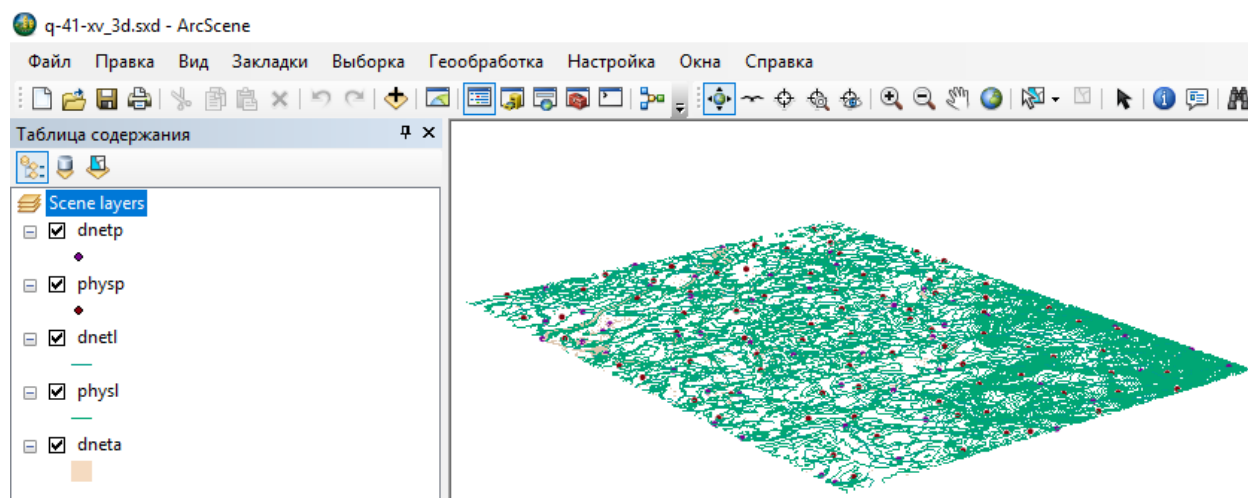 q-41-xv_3d.sxd - ArcScene
Файл Правка Вид Закладки Выборка Геообработка Настройка Окна Справка
Таблица содержания
Scene layers
dnetp
physp
dnetl
physl
dneta